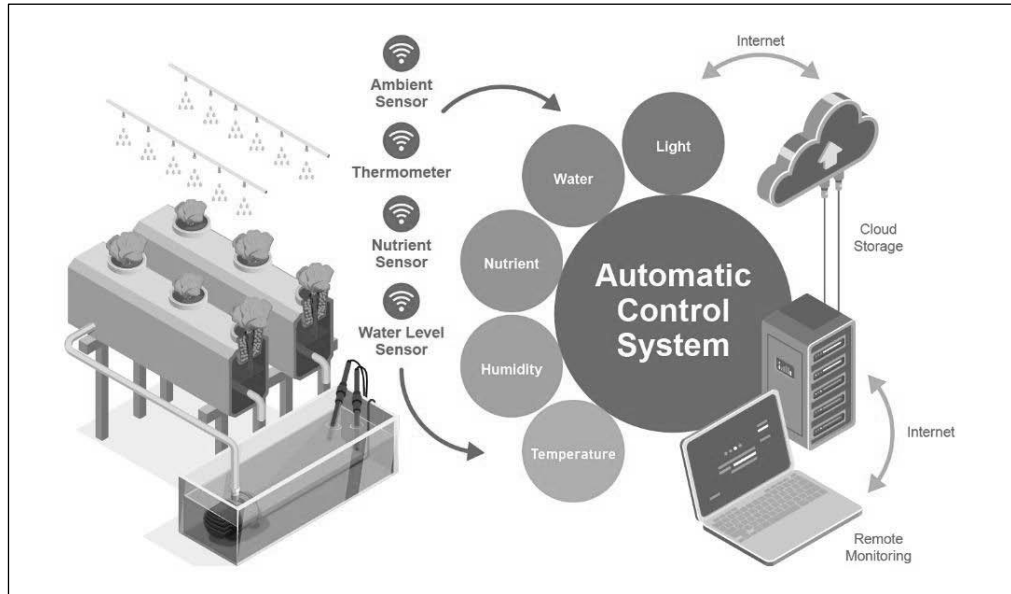 Ambient
Sensor
Thermometer
Nutrient
Sensor
Water Level
Sensor
Light
Water
Nutrient
Humidity
Temperature
Automatic
Control
System
Internet
Cloud
Storage
Internet
Remote
Monitoring